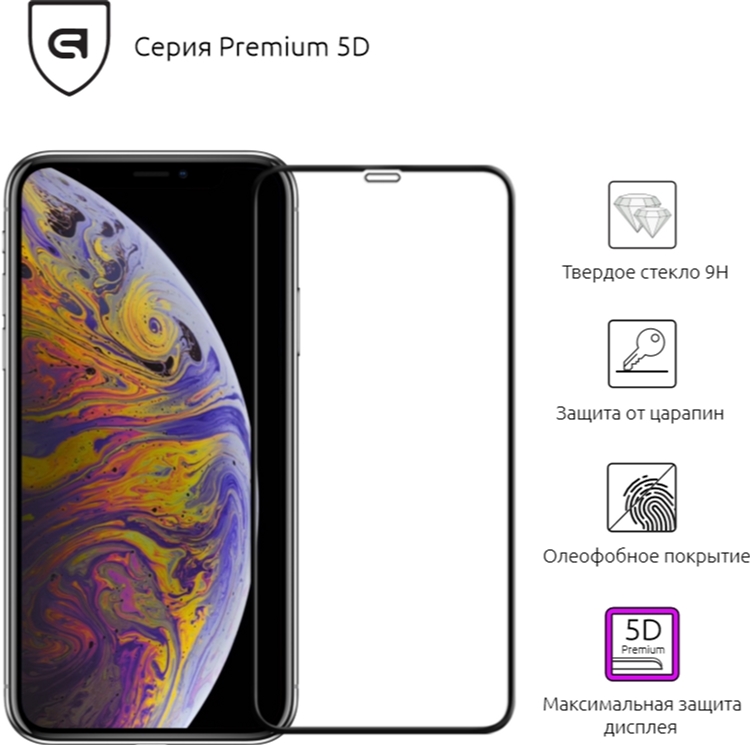 Серия Premium 5D
Твердое стекло 9H
Защита от царапин
Олеофобное покрытие
5D
Premium
Максимальная защита
дисплея